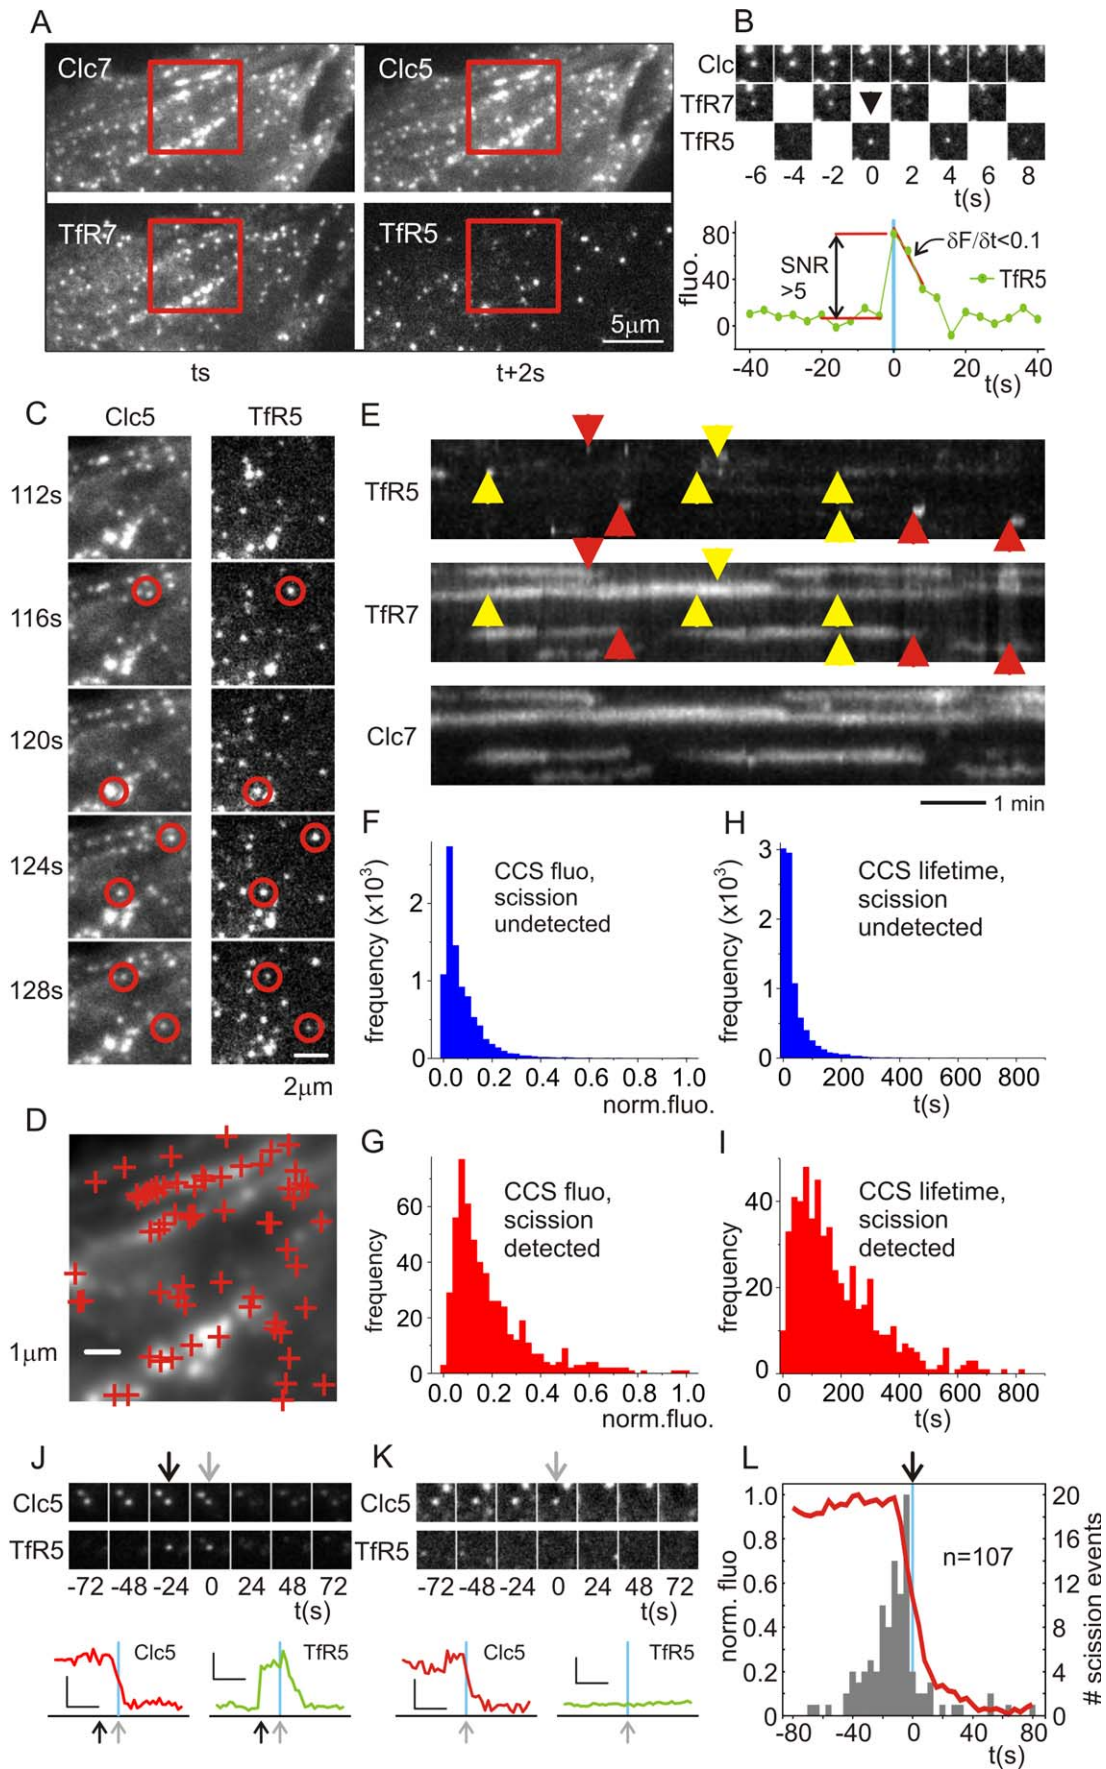 A
Clc7
Clc5
TfR7
TfR5
5μm
ts
t+2s
B
Clc
TfR7
TfR5
-6 -4 -2 0 2 4 6 8
t(s)
fluo.
80
40
0
SNR
>5
δF/δt<0.1
TfR5
-40 -20 0 20 40
t(s)
C
Clc5 TfR5
112s
116s
120s
124s
128s
2μm
D
1μm
E
TfR5
TfR7
Clc7
1 min
F
frequency (x10³)
2
1
0
CCS fluo,
scission
undetected
0.0 0.2 0.4 0.6 0.8 1.0
norm.fluo.
H
frequency (x10³)
3
2
1
0
CCS lifetime,
scission
undetected
0 200 400 600 800
t(s)
G
frequency
60
40
20
0
CCS fluo,
scission
detected
0.0 0.2 0.4 0.6 0.8 1.0
norm.fluo.
I
frequency
40
20
0
CCS lifetime,
scission
detected
0 200 400 600 800
t(s)
J
Clc5
TfR5
-72 -48 -24 0 24 48 72
t(s)
Clc5
TfR5
K
Clc5
TfR5
-72 -48 -24 0 24 48 72
t(s)
Clc5
TfR5
L
norm. fluo
1.0
0.8
0.6
0.4
0.2
0
n=107
20
16
12
8
4
0
# scission events
-80 -40 0 40 80
t(s)